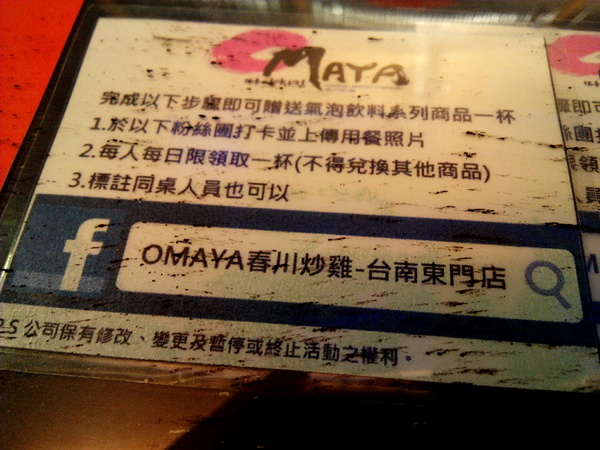 OMAYA
完成以下步驟即可贈送氣泡飲料系列商品一杯
1.於以下粉絲團打卡並上傳用餐照片
2.每人每日限領取一杯(不得兌換其他商品)
3.標註同桌人員也可以
f
OMAYA春川炒雞-台南東門店
P.S 公司保有修改、變更及暫停或終止活動之權利。